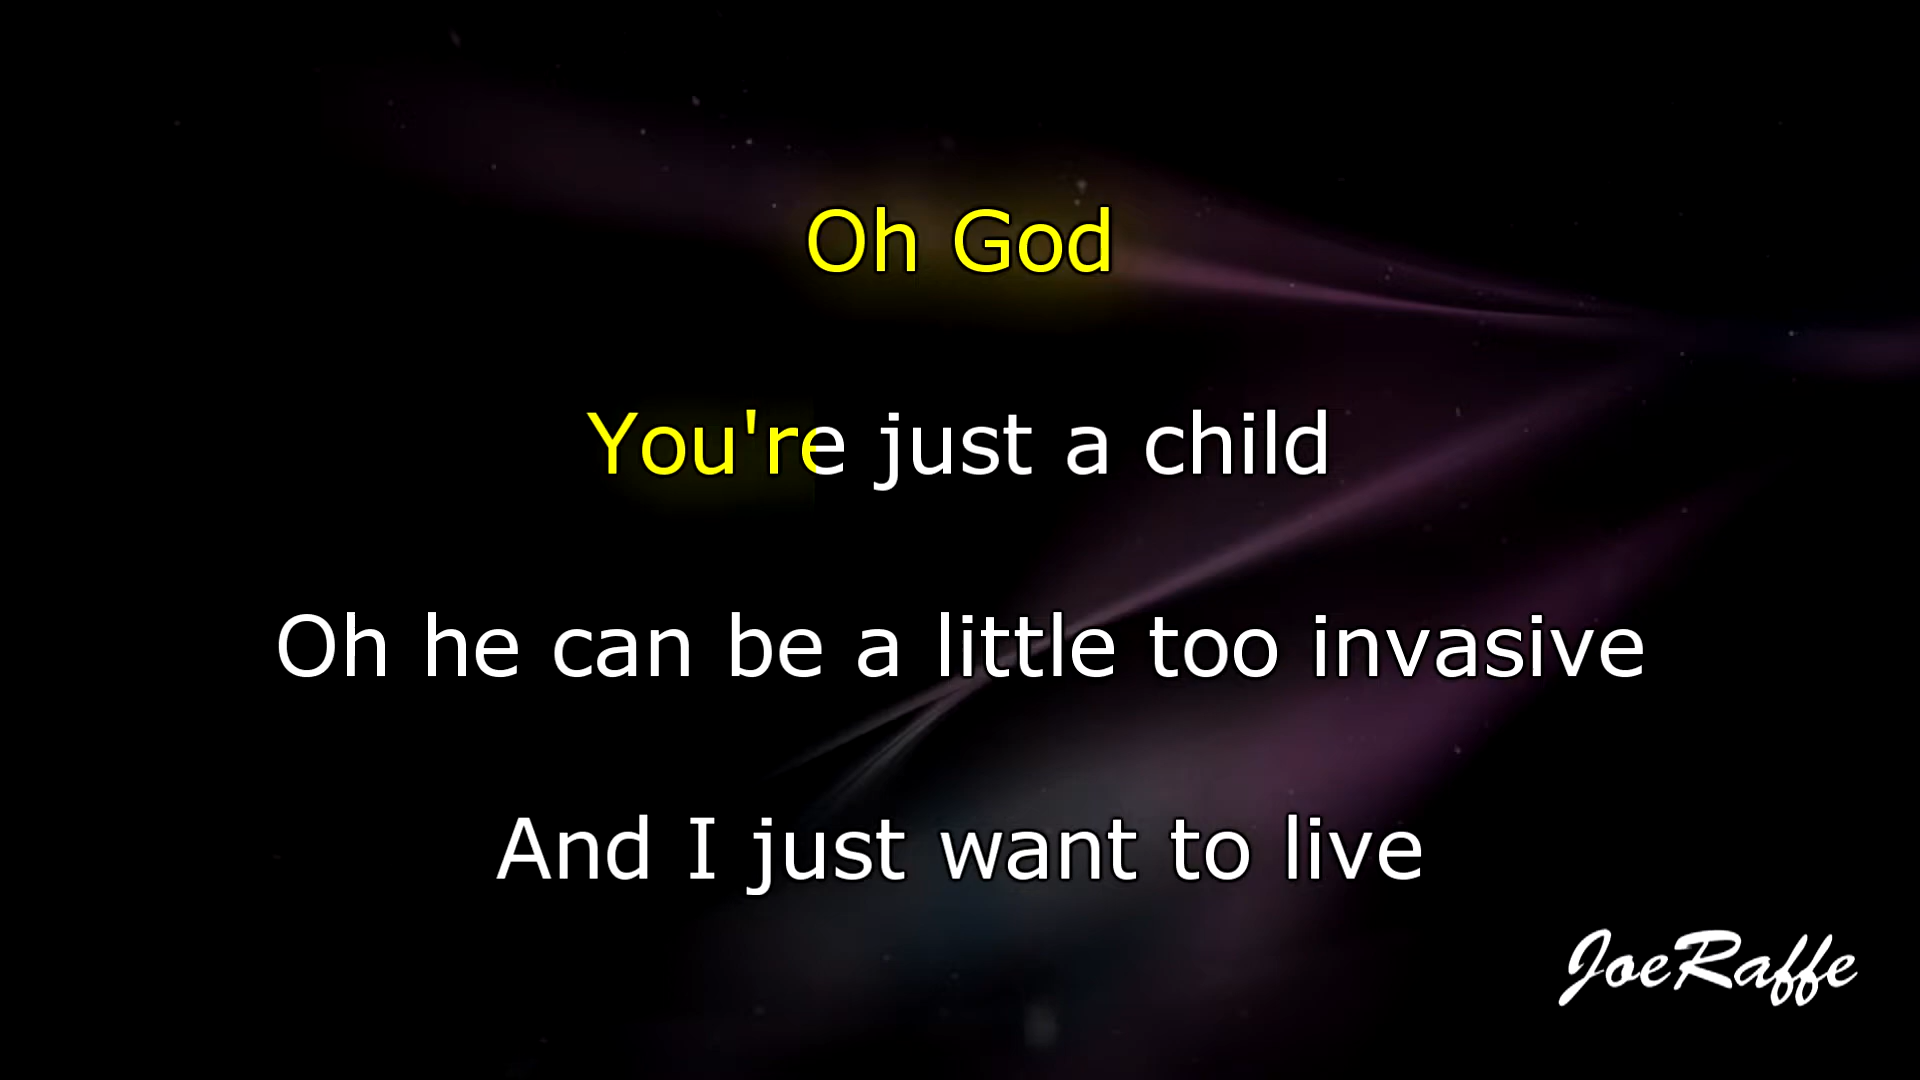 Oh God
You're just a child
Oh he can be a little too invasive
And I just want to live
JoeRaffe